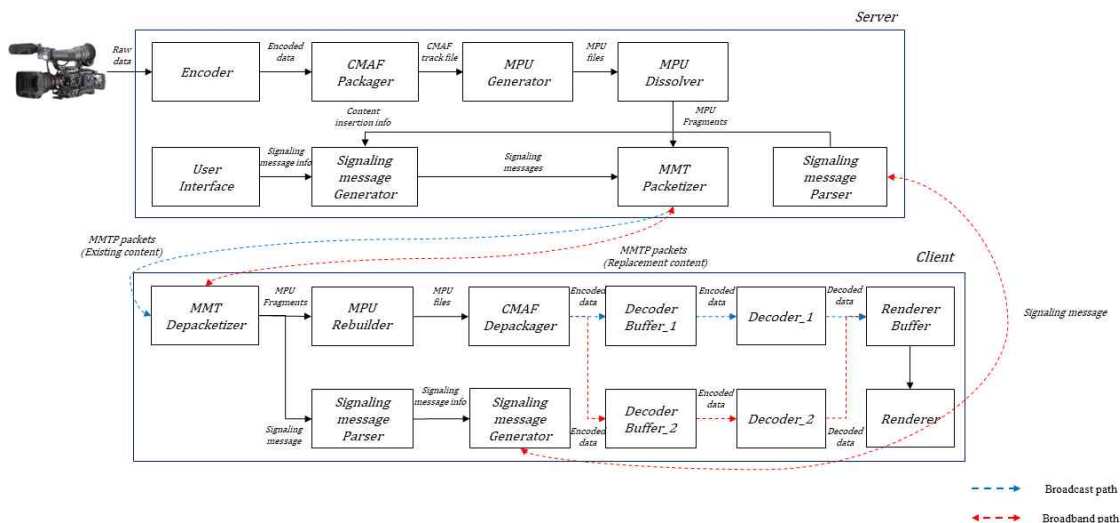 Server
Raw
data
Encoder
Encoded
data
CMAF
Packager
CMAF
track file
MPU
Generator
MPU
files
MPU
Dissolver
Content
insertion info
MPU
Fragments
User
Interface
Signaling
message info
Signaling
message
Generator
Signaling
messages
MMT
Packetizer
Signaling
message
Parser
MMTP packets
(Existing content)
MMTP packets
(Replacement content)
Client
MMT
Depacketizer
MPU
Fragments
MPU
Rebuilder
MPU
files
CMAF
Depackager
Encoded
data
Decoder
Buffer_1
Encoded
data
Decoder_1
Decoded
data
Renderer
Buffer
Signaling message
Signaling
message
Signaling
message
Parser
Signaling
message info
Signaling
message
Generator
Encoded
data
Decoder
Buffer_2
Encoded
data
Decoder_2
Decoded
data
Renderer
Broadcast path
Broadband path